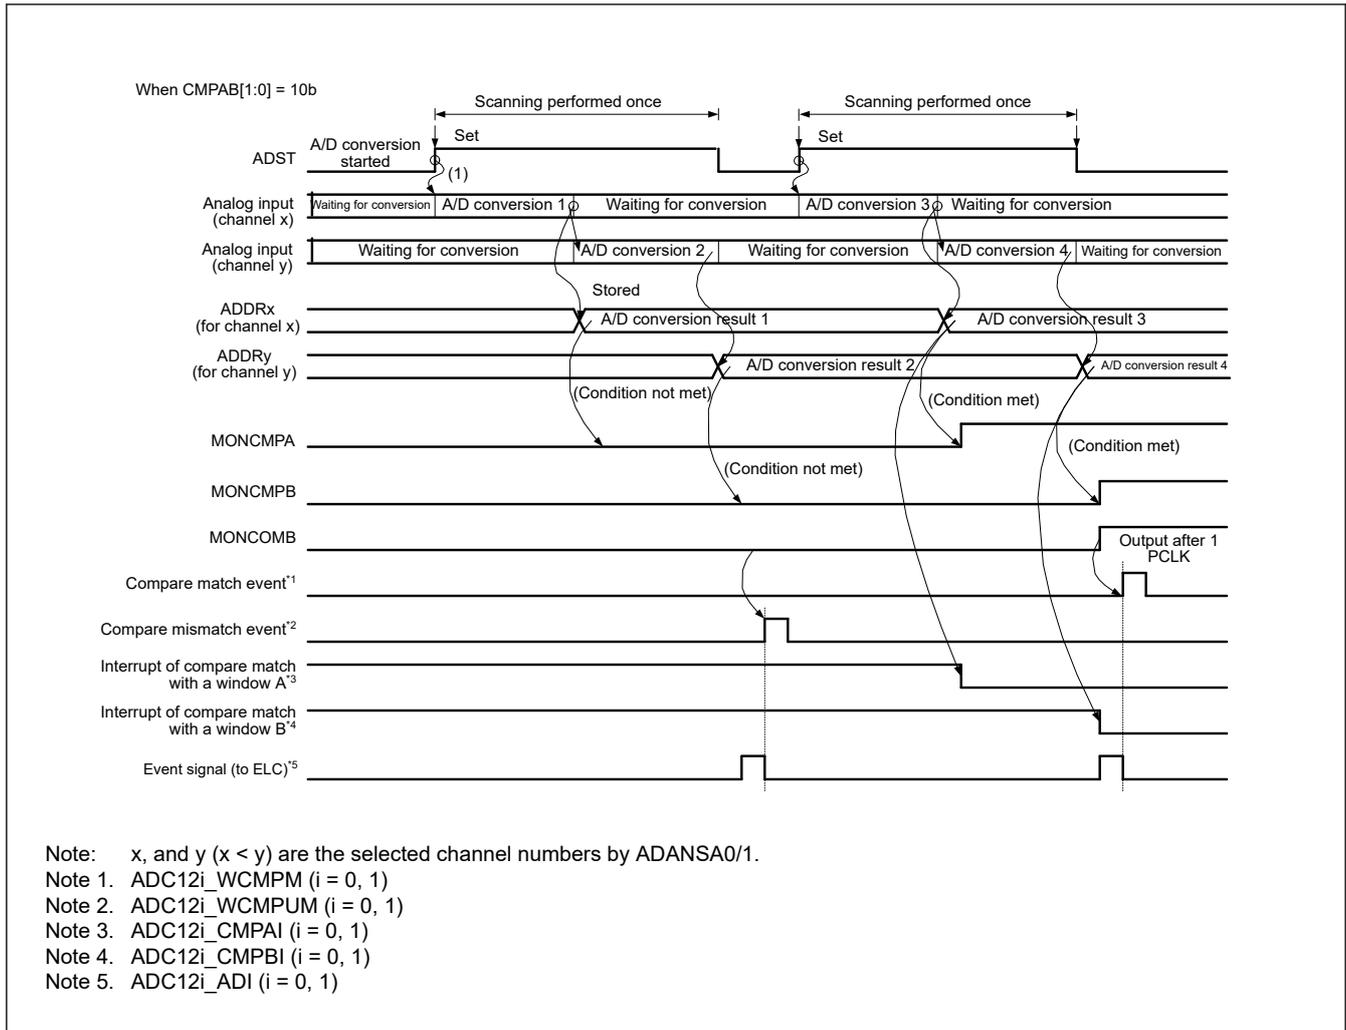 When CMPAB[1:0] = 10b
Scanning performed once
Scanning performed once
Set
Set
ADST
A/D conversion
started
(1)
Analog input
(channel x)
Waiting for conversion
A/D conversion 1
Waiting for conversion
A/D conversion 3
Waiting for conversion
Analog input
(channel y)
Waiting for conversion
A/D conversion 2
Waiting for conversion
A/D conversion 4
Waiting for conversion
Stored
ADDRx
(for channel x)
A/D conversion result 1
A/D conversion result 3
ADDRy
(for channel y)
A/D conversion result 2
A/D conversion result 4
(Condition not met)
(Condition met)
MONCMPA
(Condition met)
(Condition not met)
MONCMPB
MONCOMB
Output after 1
PCLK
Compare match event*1
Compare mismatch event*2
Interrupt of compare match
with a window A*3
Interrupt of compare match
with a window B*4
Event signal (to ELC)*5
Note: x, and y (x < y) are the selected channel numbers by ADANSA0/1.
Note 1. ADC12i_WCMPM (i = 0, 1)
Note 2. ADC12i_WCMPUM (i = 0, 1)
Note 3. ADC12i_CMPAI (i = 0, 1)
Note 4. ADC12i_CMPBI (i = 0, 1)
Note 5. ADC12i_ADI (i = 0, 1)